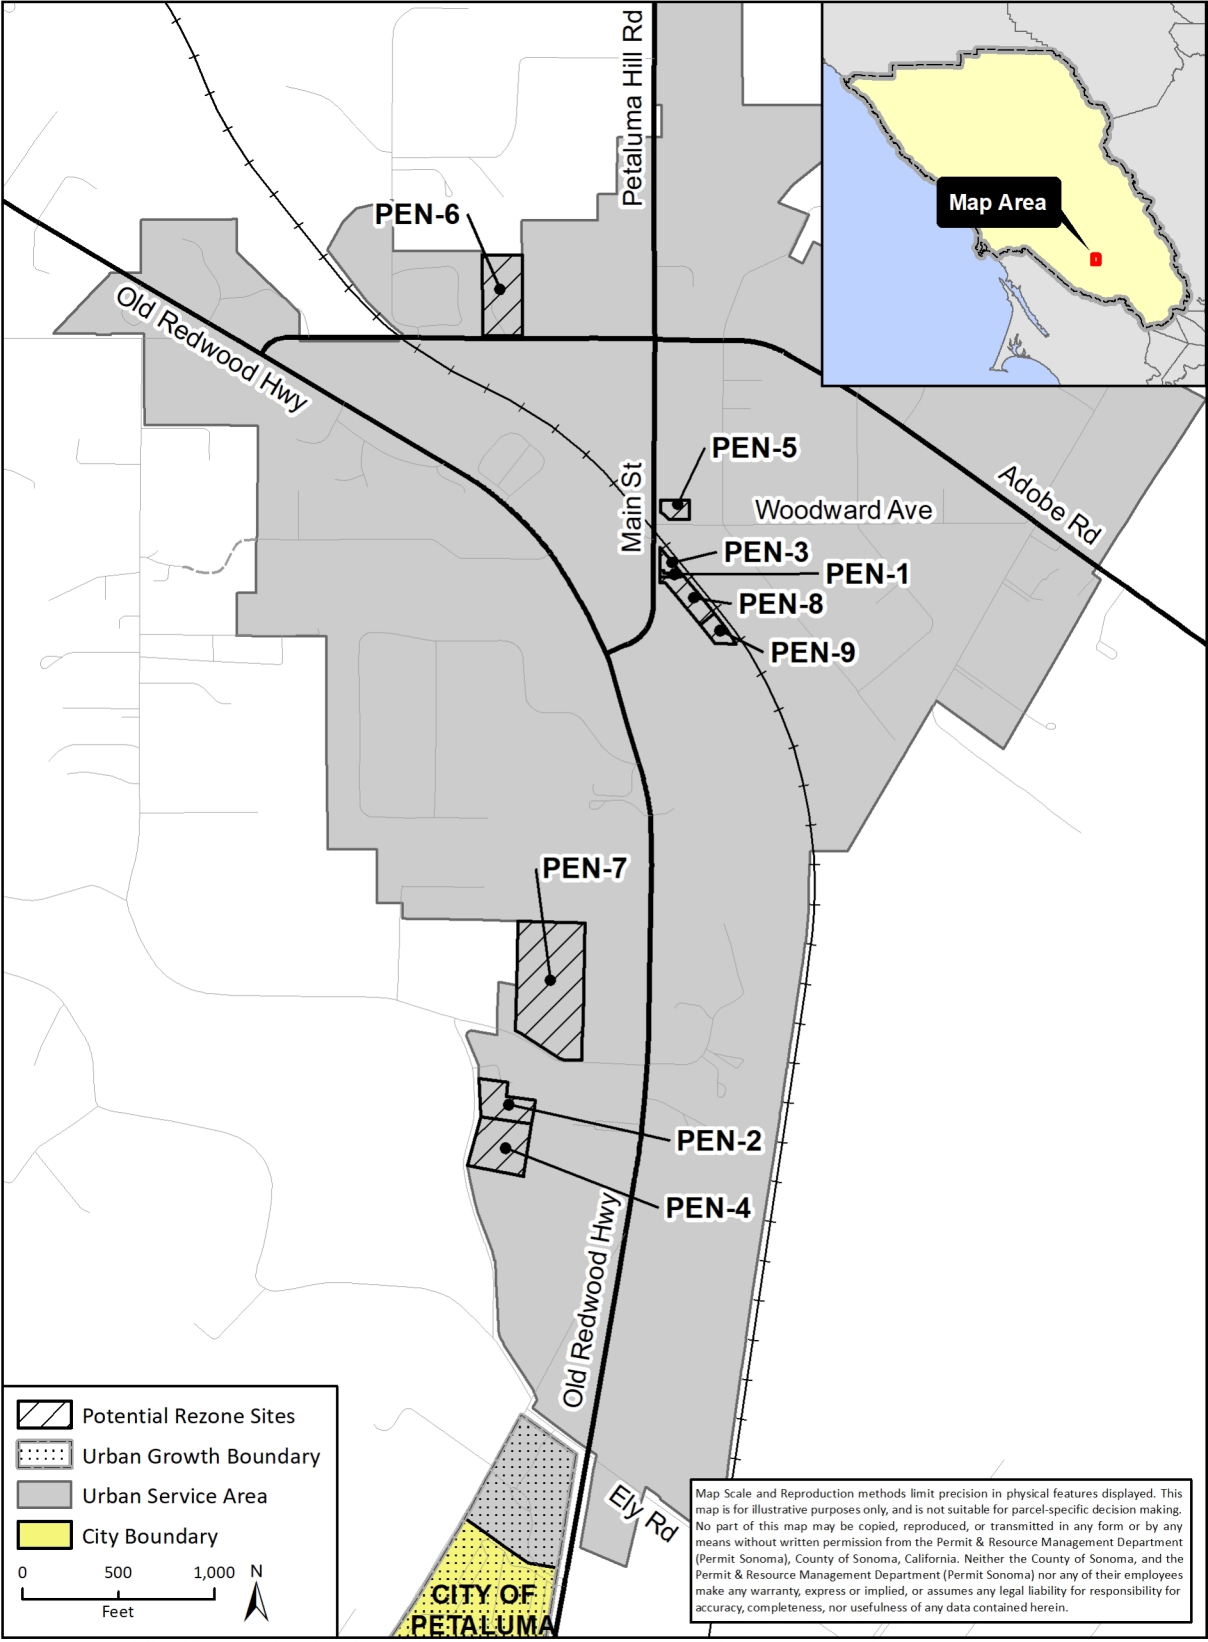 Petaluma Hill Rd
Map Area
PEN-6
Old Redwood Hwy
PEN-5
Main St
Woodward Ave
Adobe Rd
PEN-3
PEN-1
PEN-8
PEN-9
PEN-7
PEN-2
PEN-4
Old Redwood Hwy
Ely Rd
CITY OF
PETALUMA
Potential Rezone Sites
Urban Growth Boundary
Urban Service Area
City Boundary
0 500 1,000
Feet
N
Map Scale and Reproduction methods limit precision in physical features displayed. This
map is for illustrative purposes only, and is not suitable for parcel-specific decision making.
No part of this map may be copied, reproduced, or transmitted in any form or by any
means without written permission from the Permit & Resource Management Department
(Permit Sonoma), County of Sonoma, California. Neither the County of Sonoma, and the
Permit & Resource Management Department (Permit Sonoma) nor any of their employees
make any warranty, express or implied, or assumes any legal liability for responsibility for
accuracy, completeness, nor usefulness of any data contained herein.